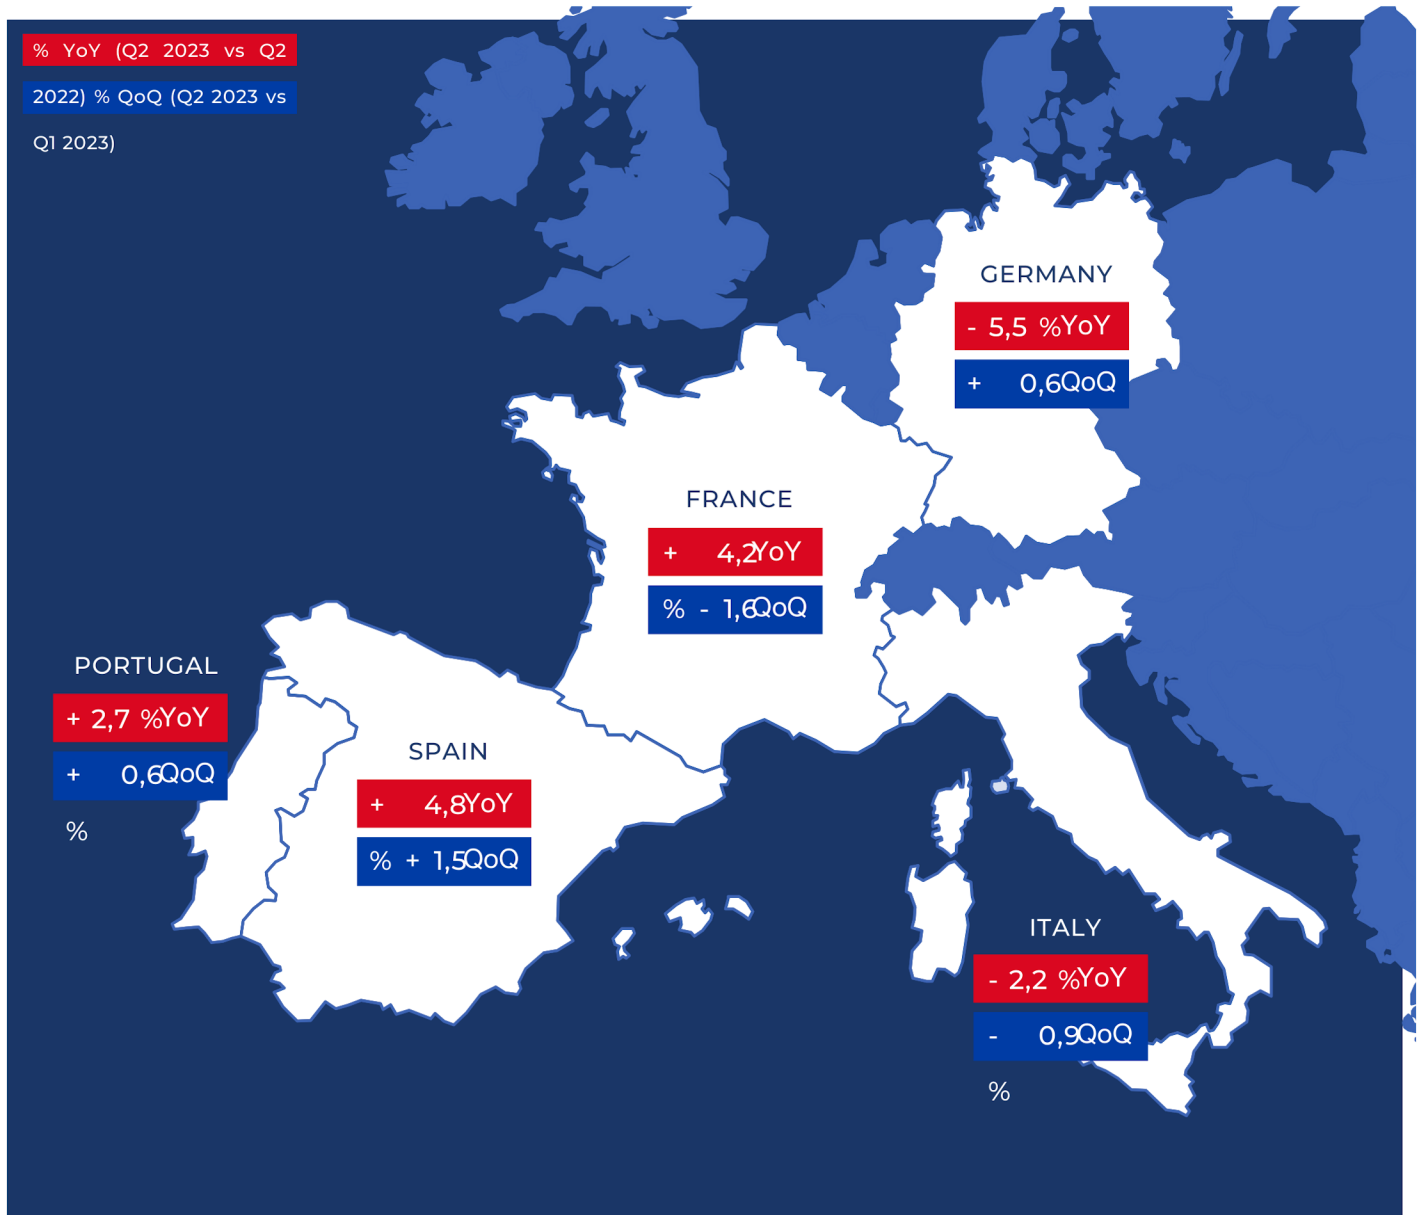 % YoY (Q2 2023 vs Q2
2022) % QoQ (Q2 2023 vs
Q1 2023)
GERMANY
- 5,5 %YoY
+ 0,6QoQ
FRANCE
+ 4,2YoY
% - 1,6QoQ
PORTUGAL
+ 2,7 %YoY
+ 0,6QoQ
%
SPAIN
+ 4,8YoY
% + 1,5QoQ
ITALY
- 2,2 %YoY
- 0,9QoQ
%